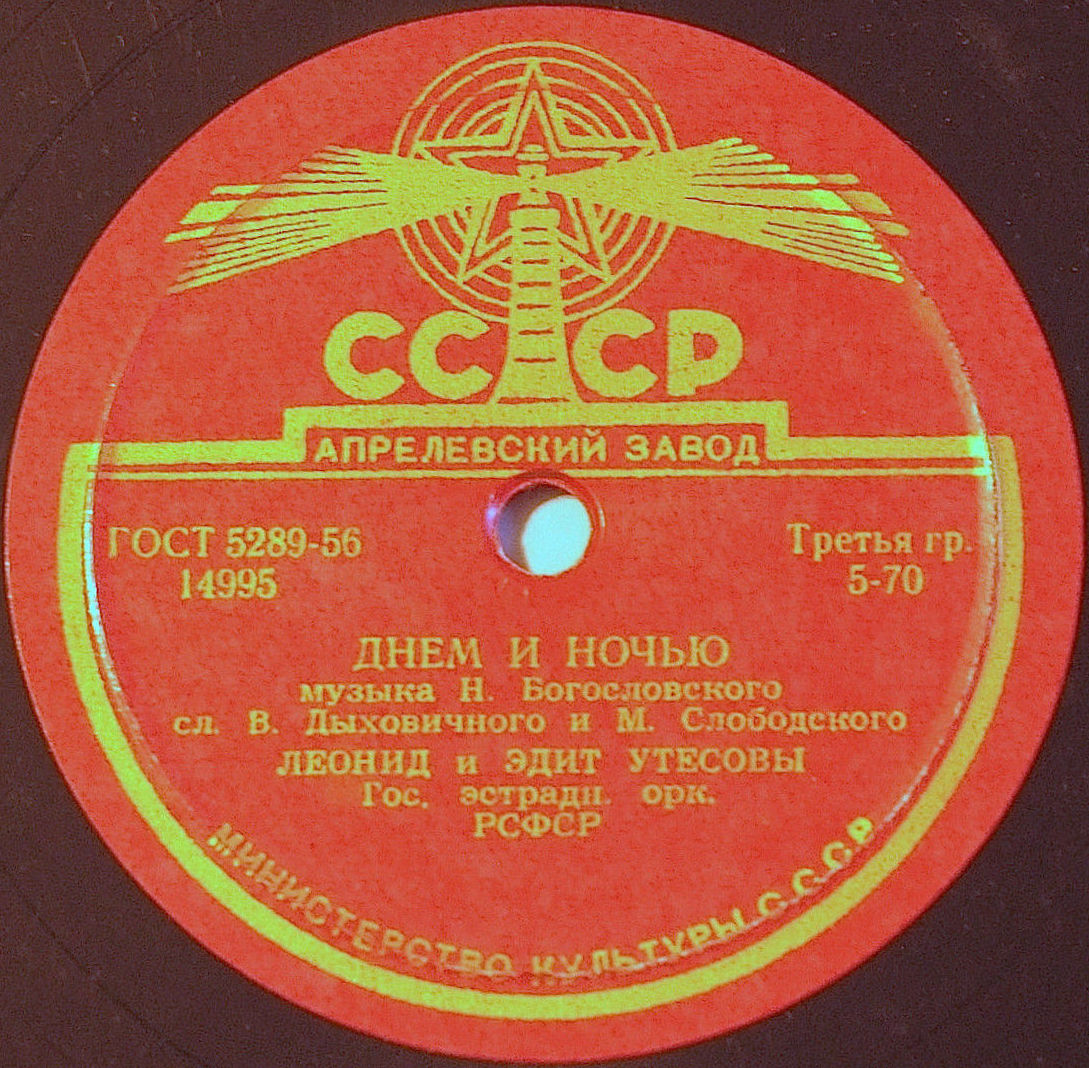 СССР
АПРЕЛЕВСКИЙ ЗАВОД
ГОСТ 5289-56
14995
Третья гр.
5-70
ДНЕМ И НОЧЬЮ
музыка Н. Богословского
сл. В. Дыховичного и М. Слободского
ЛЕОНИД и ЭДИТ УТЕСОВЫ
Гос. эстрадн. орк.
РСФСР
МИНИСТЕРСТВО КУЛЬТУРЫ С.С.С.Р.